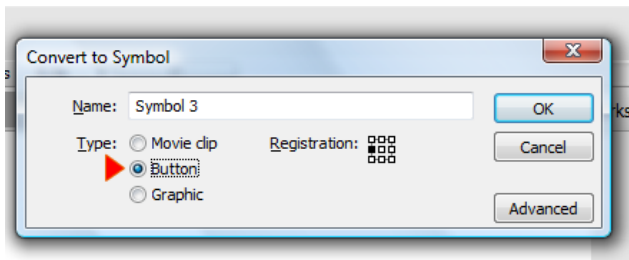 Convert to Symbol
Name: Symbol 3 OK
Type: Movie clip Registration: Cancel
Button
Graphic
Advanced